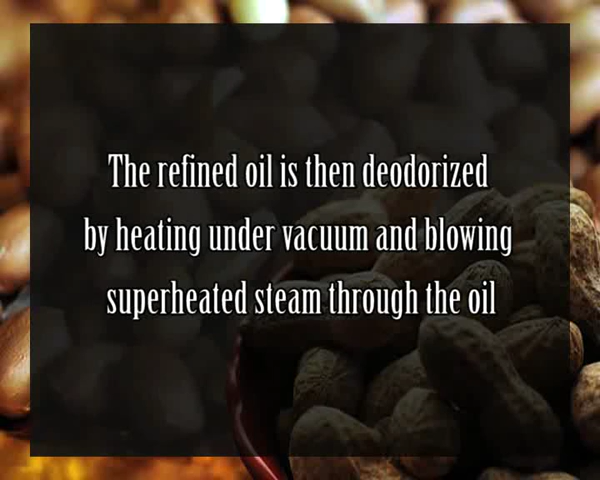 The refined oil is then deodorized
by heating under vacuum and blowing
superheated steam through the oil